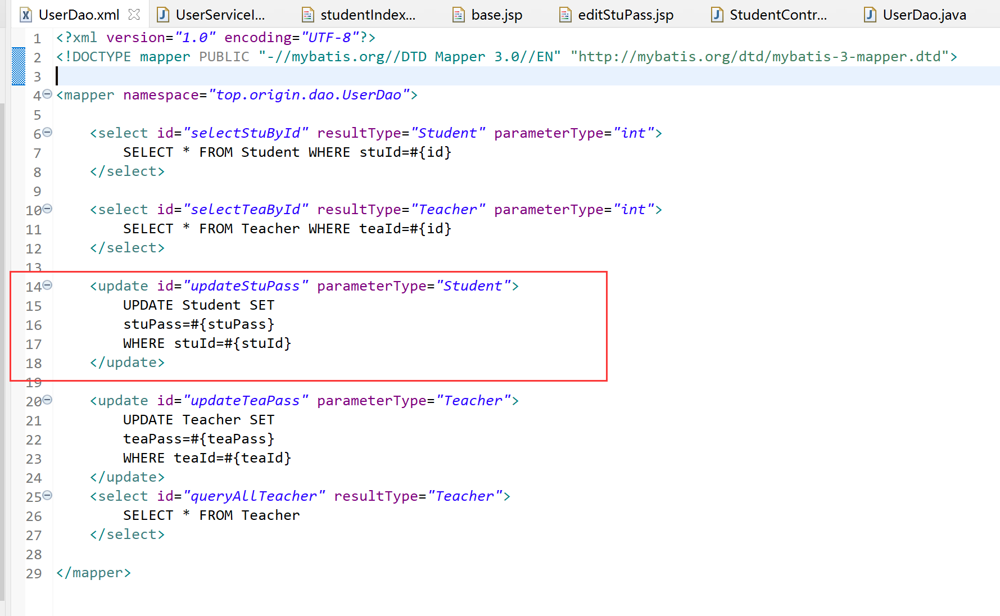 UserDao.xml UserServiceI... studentIndex... base.jsp editStuPass.jsp StudentContr... UserDao.java
1 <?xml version="1.0" encoding="UTF-8"?>
2 <!DOCTYPE mapper PUBLIC "-//mybatis.org//DTD Mapper 3.0//EN" "http://mybatis.org/dtd/mybatis-3-mapper.dtd">
3
4 <mapper namespace="top.origin.dao.UserDao">
5
6 <select id="selectStuById" resultType="Student" parameterType="int">
7 SELECT * FROM Student WHERE stuId=#{id}
8 </select>
9
10 <select id="selectTeaById" resultType="Teacher" parameterType="int">
11 SELECT * FROM Teacher WHERE teaId=#{id}
12 </select>
13
14 <update id="updateStuPass" parameterType="Student">
15 UPDATE Student SET
16 stuPass=#{stuPass}
17 WHERE stuId=#{stuId}
18 </update>
19
20 <update id="updateTeaPass" parameterType="Teacher">
21 UPDATE Teacher SET
22 teaPass=#{teaPass}
23 WHERE teaId=#{teaId}
24 </update>
25 <select id="queryAllTeacher" resultType="Teacher">
26 SELECT * FROM Teacher
27 </select>
28
29 </mapper>